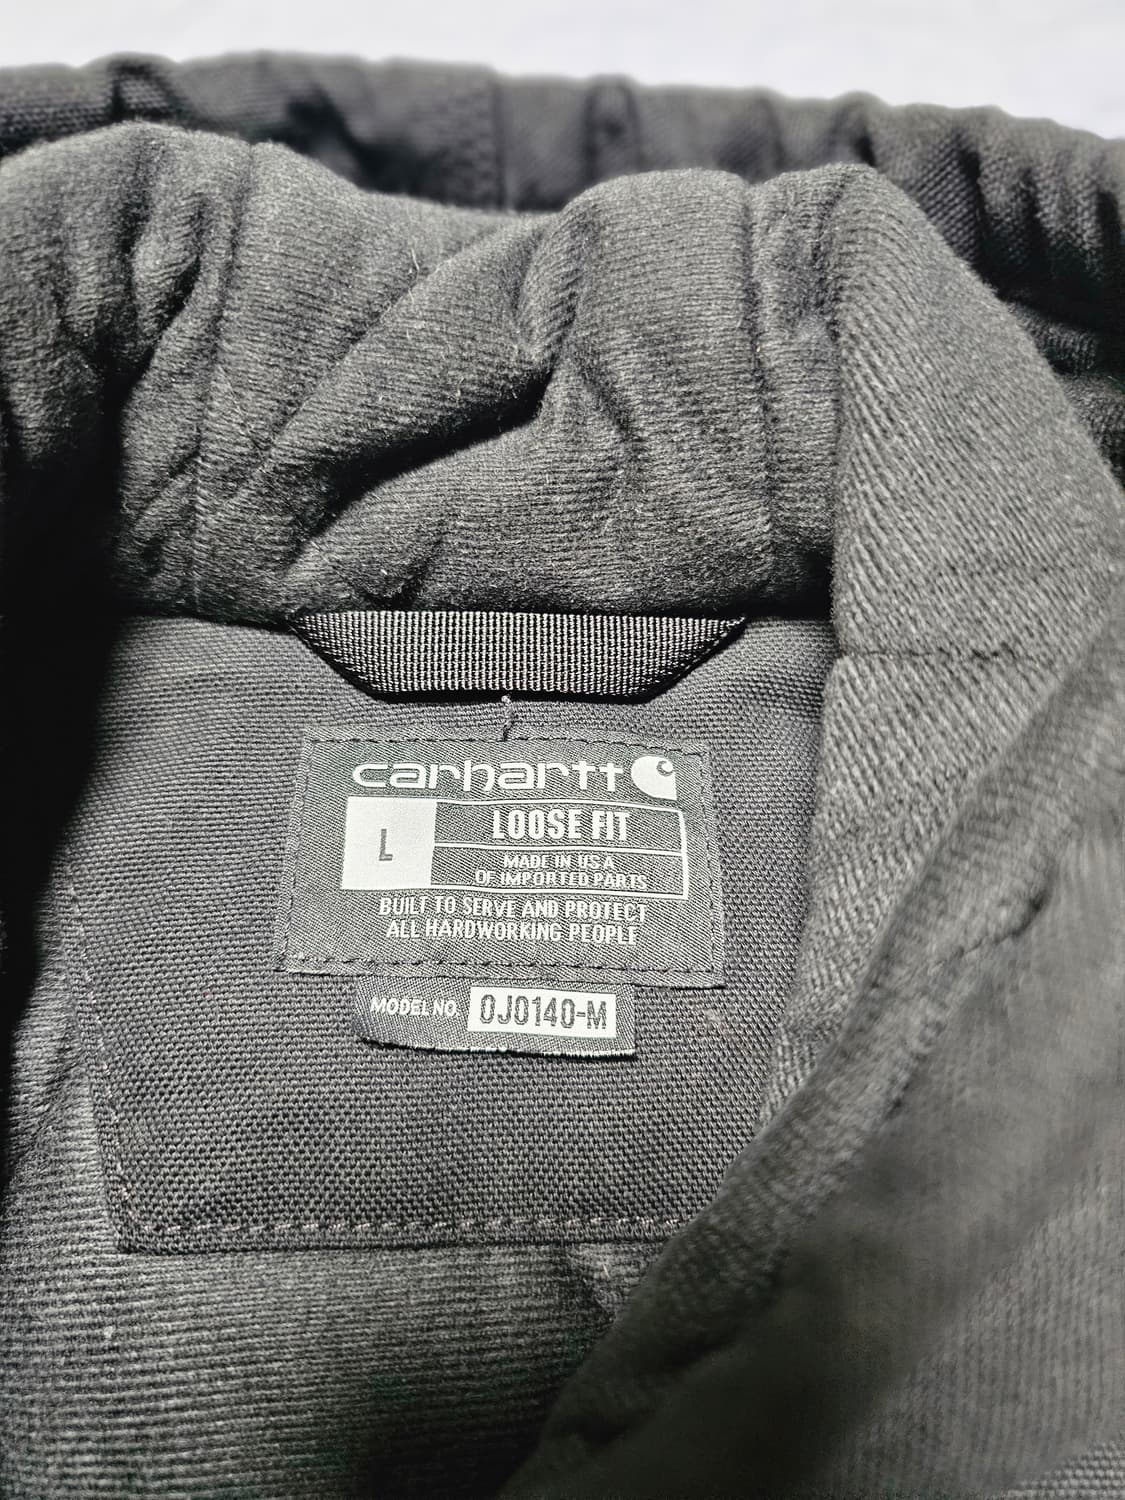 carhartt
L
LOOSE FIT
MADE IN USA
OF IMPORTED PARTS
BUILT TO SERVE AND PROTECT
ALL HARDWORKING PEOPLE
MODEL NO. 0J0140-M